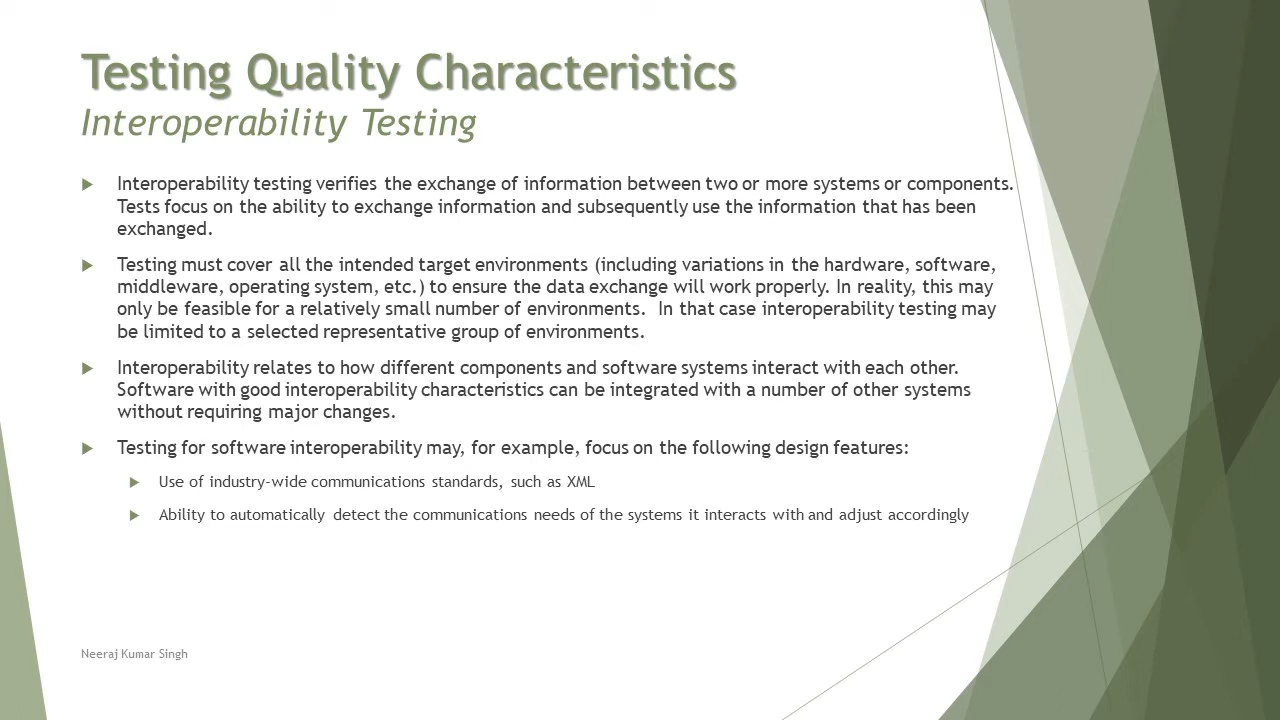 Testing Quality Characteristics
Interoperability Testing
Interoperability testing verifies the exchange of information between two or more systems or components.
Tests focus on the ability to exchange information and subsequently use the information that has been
exchanged.
Testing must cover all the intended target environments (including variations in the hardware, software,
middleware, operating system, etc.) to ensure the data exchange will work properly. In reality, this may
only be feasible for a relatively small number of environments.  In that case interoperability testing may
be limited to a selected representative group of environments.
Interoperability relates to how different components and software systems interact with each other.
Software with good interoperability characteristics can be integrated with a number of other systems
without requiring major changes.
Testing for software interoperability may, for example, focus on the following design features:
Use of industry-wide communications standards, such as XML
Ability to automatically detect the communications needs of the systems it interacts with and adjust accordingly
Neeraj Kumar Singh